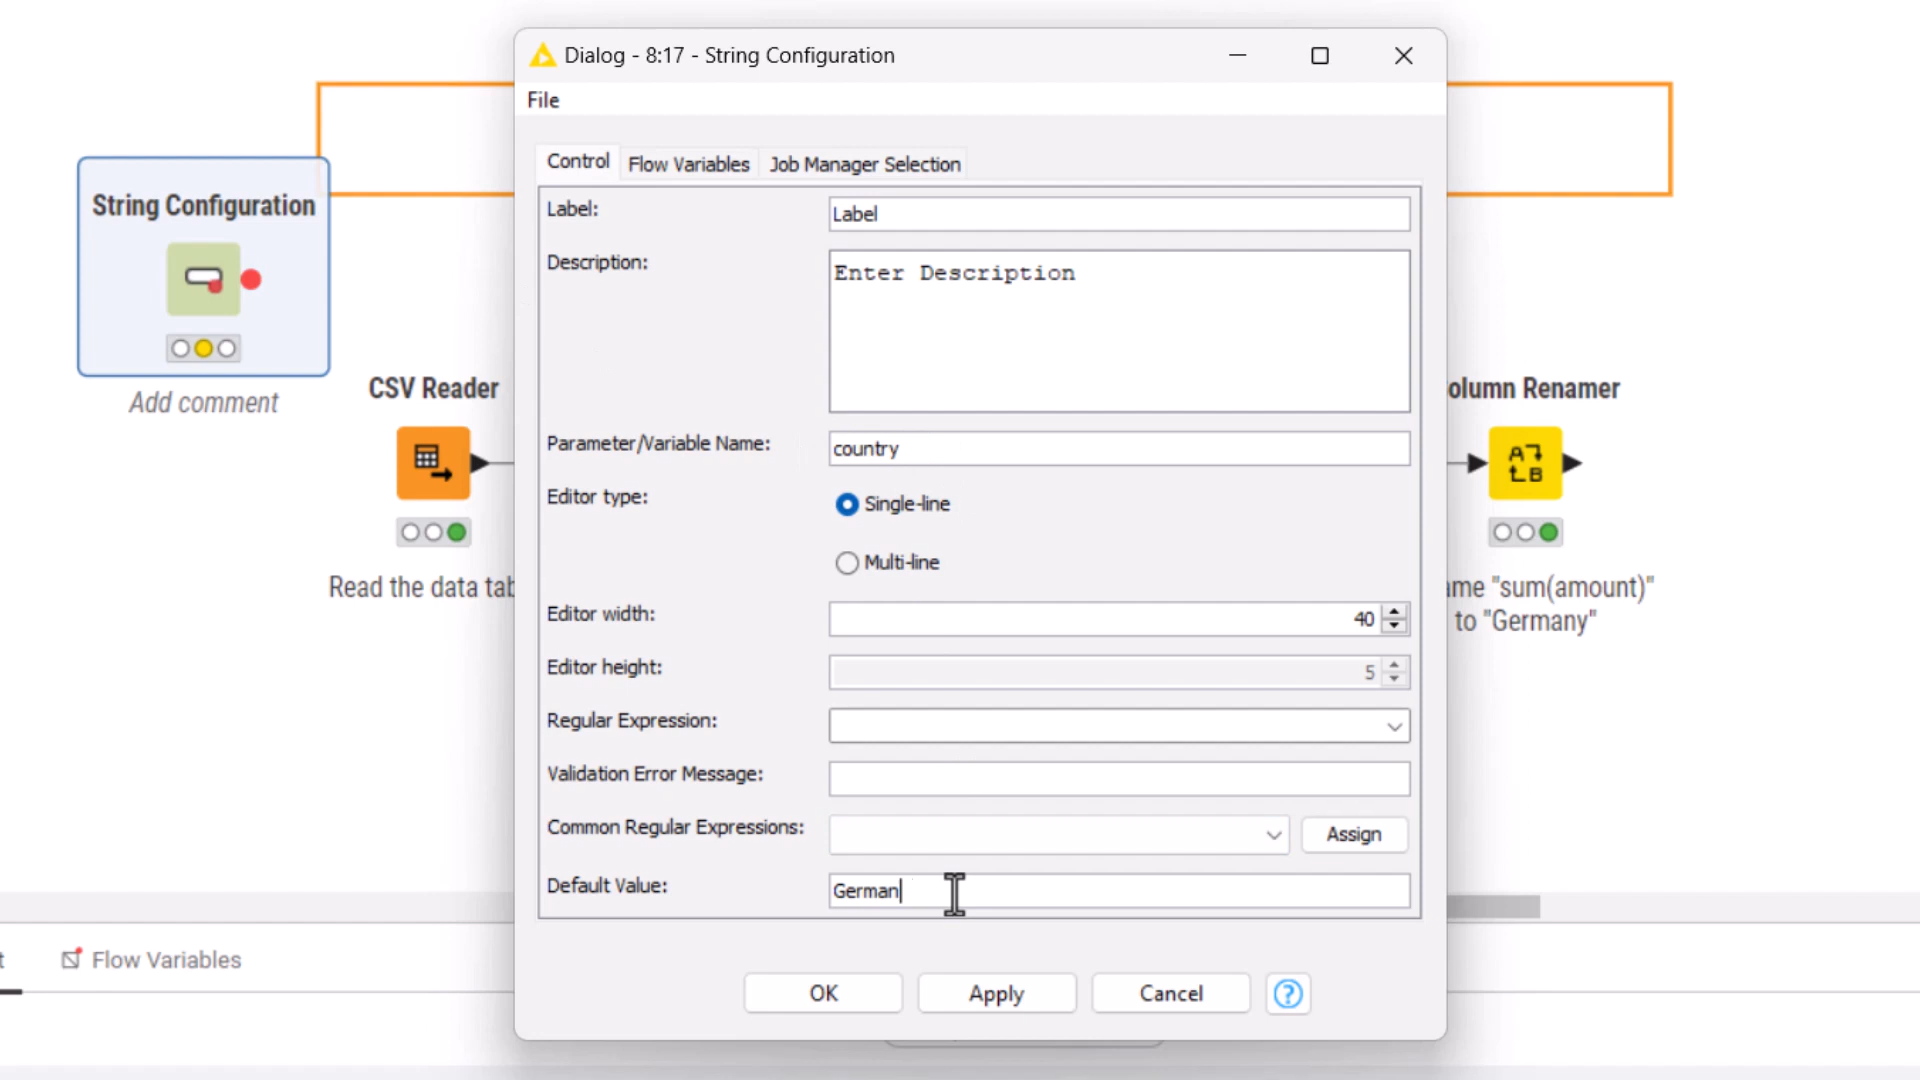 Dialog - 8:17 - String Configuration
File
Control
Flow Variables
Job Manager Selection
Label:
Label
Description:
Enter Description
Parameter/Variable Name:
country
Editor type:
Single-line
Multi-line
Editor width:
40
Editor height:
5
Regular Expression:
Validation Error Message:
Common Regular Expressions:
Assign
Default Value:
German
OK
Apply
Cancel
?
String Configuration
Add comment
CSV Reader
Read the data tab
olumn Renamer
A
B
ame "sum(amount)"
to "Germany"
t
Flow Variables